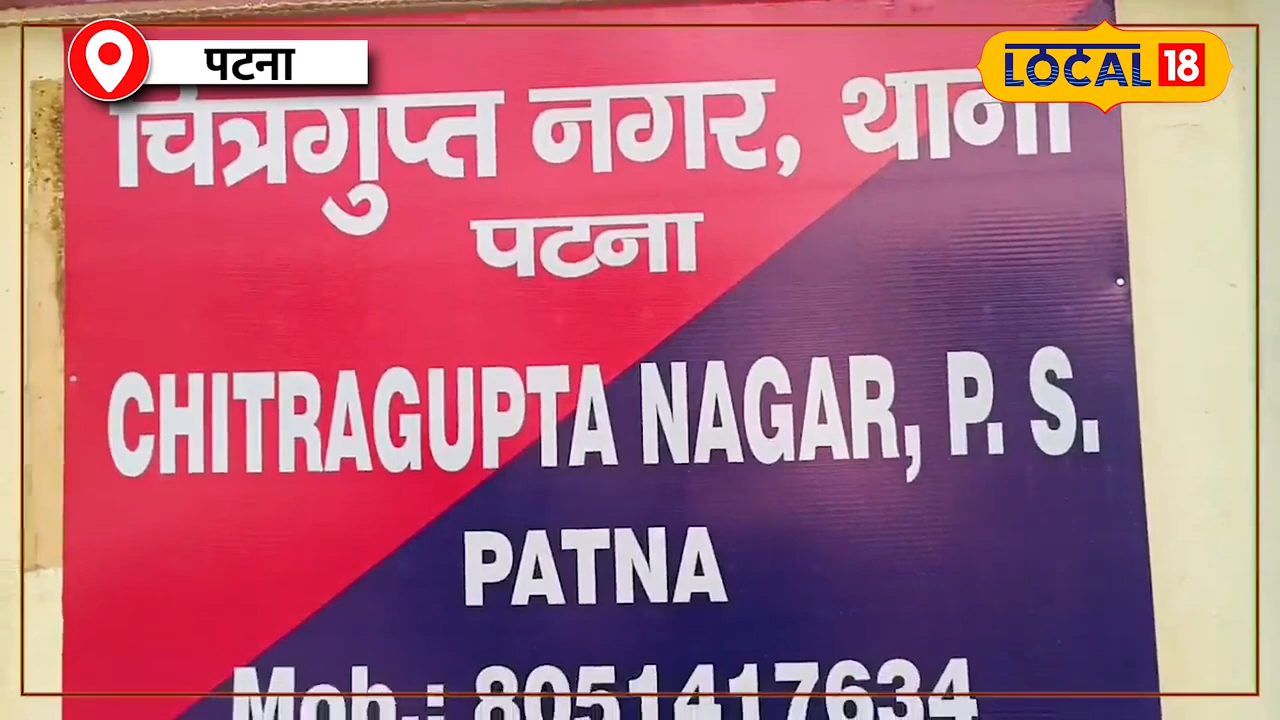 पटना
LOCAL 18
चित्रगुप्त नगर, थाना
पटना
CHITRAGUPTA NAGAR, P. S.
PATNA
Mob.: 8051417634